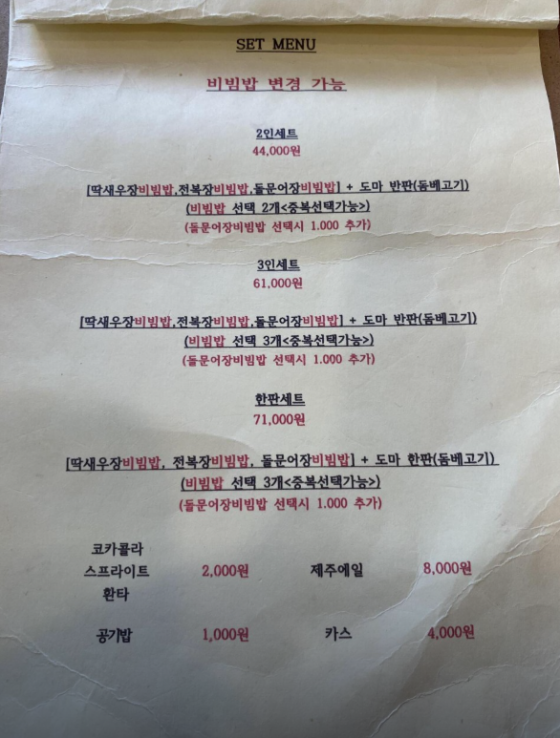 SET MENU
비빔밥 변경 가능
2인세트
44,000원
[딱새우장비빔밥,전복장비빔밥,돌문어장비빔밥] + 도마 반판(돔베고기)
(비빔밥 선택 2개<중복선택가능>)
(돌문어장비빔밥 선택시 1.000 추가)
3인세트
61,000원
[딱새우장비빔밥,전복장비빔밥,돌문어장비빔밥] + 도마 반판(돔베고기)
(비빔밥 선택 3개<중복선택가능>)
(돌문어장비빔밥 선택시 1.000 추가)
한판세트
71,000원
[딱새우장비빔밥, 전복장비빔밥, 돌문어장비빔밥] + 도마 한판(돔베고기)
(비빔밥 선택 3개<중복선택가능>)
(돌문어장비빔밥 선택시 1.000 추가)
코카콜라
스프라이트 2,000원 제주에일 8,000원
환타
공기밥 1,000원 카스 4,000원